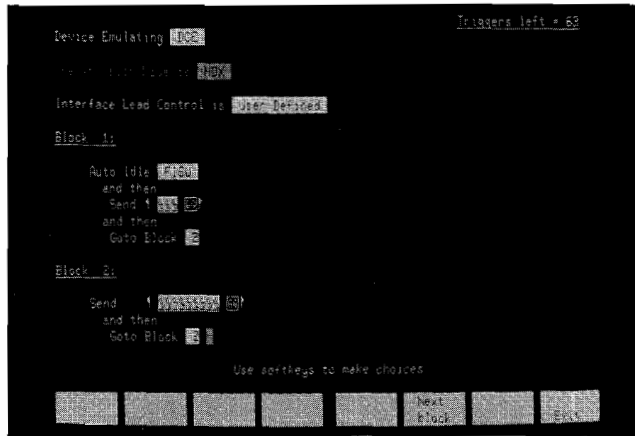 Triggers left = 63
Device Emulating DCE
Interface Lead Control is User Defined
Block 1:
Auto Idle FISU
and then
Send
and then
Goto Block 2
Block 2:
Send
and then
Goto Block
Use softkeys to make choices
Next
block
Exit